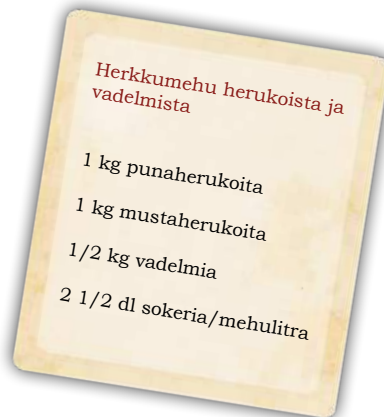 Herkkumehu herukoista ja
vadelmista
1 kg punaherukoita
1 kg mustaherukoita
1/2 kg vadelmia
2 1/2 dl sokeria/mehulitra